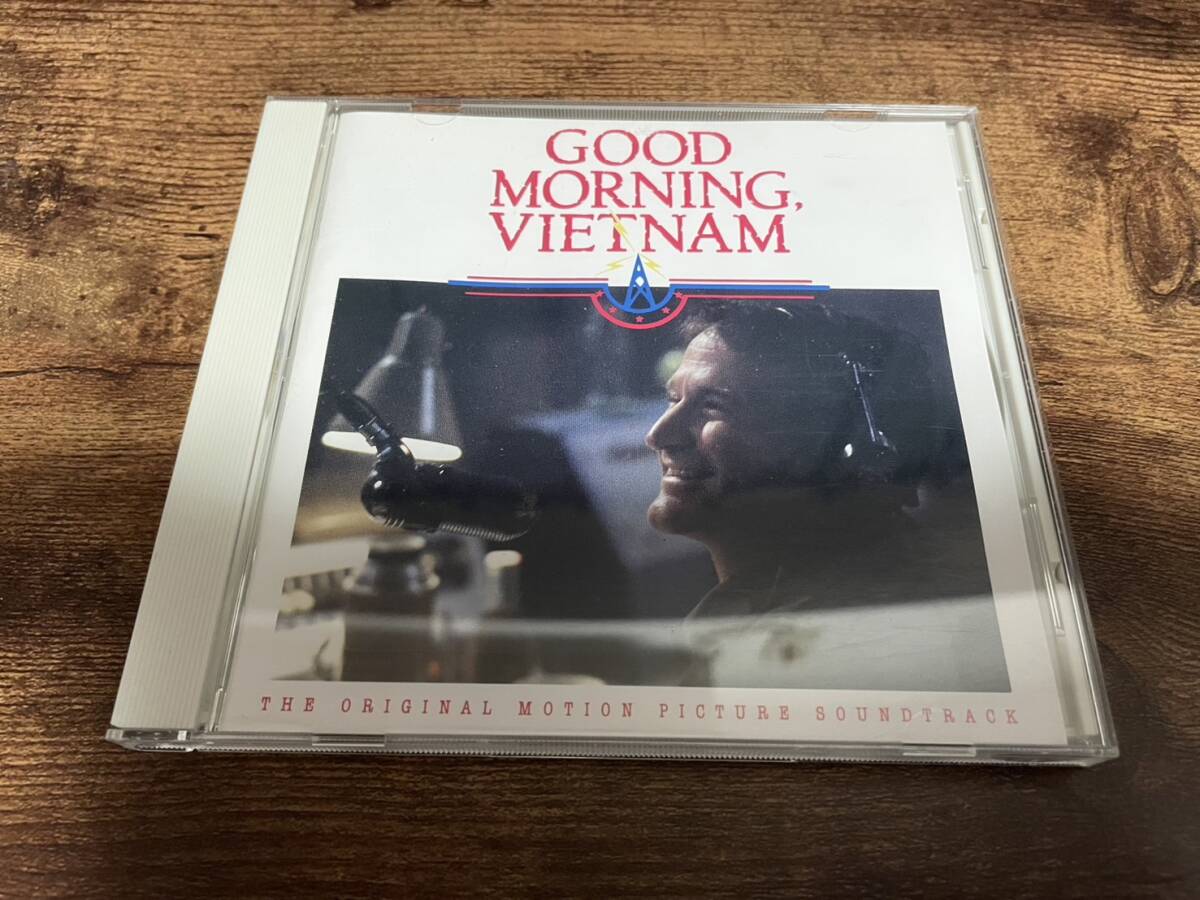 GOOD
MORNING,
VIETNAM
THE ORIGINAL MOTION PICTURE SOUNDTRACK